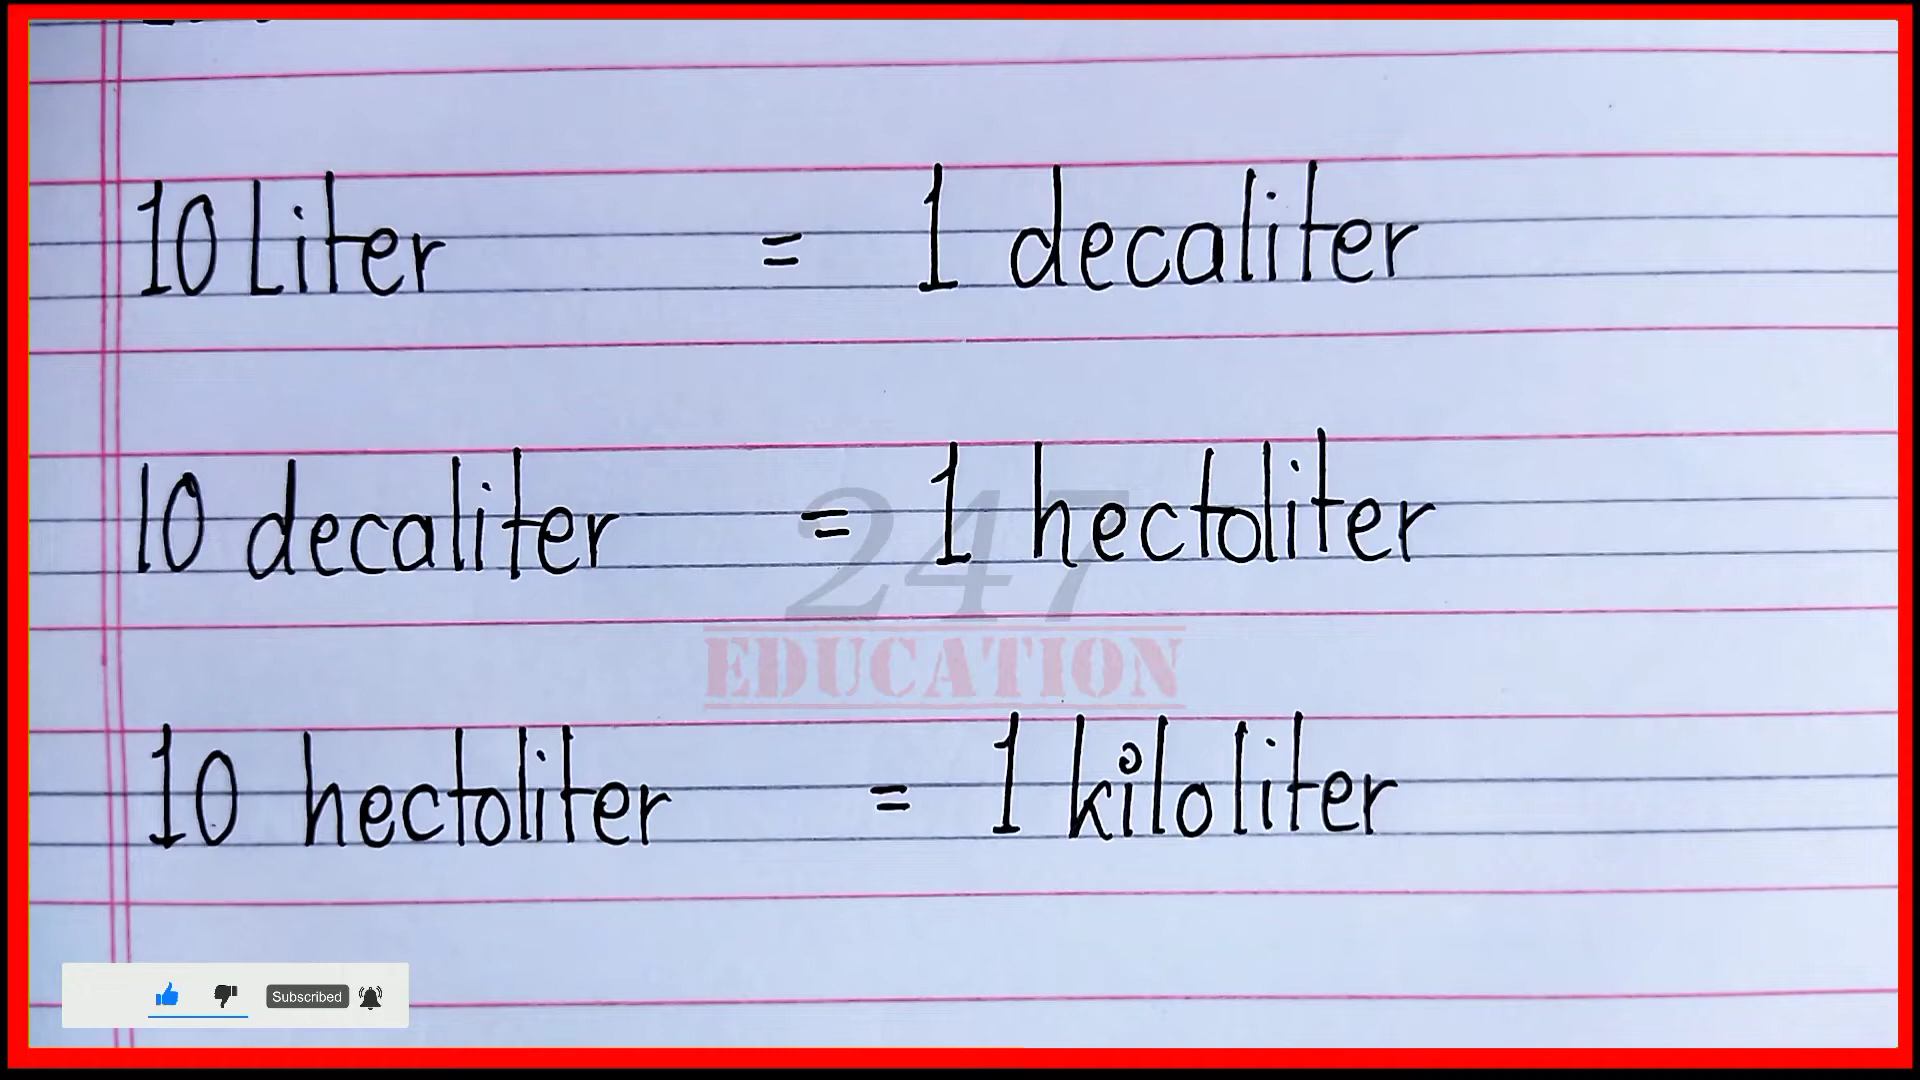 10 Liter = 1 decaliter
10 decaliter = 1 hectoliter
247
EDUCATION
10 hectoliter = 1 kiloliter
Subscribed